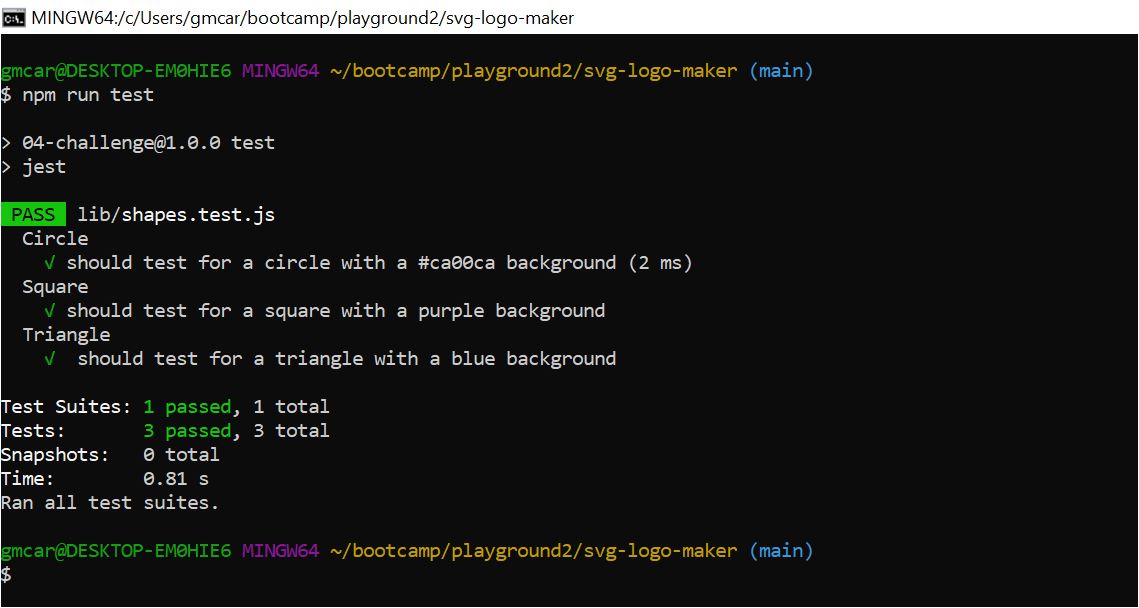 MINGW64:/c/Users/gmcar/bootcamp/playground2/svg-logo-maker
gmcar@DESKTOP-EM0HIE6 MINGW64 ~/bootcamp/playground2/svg-logo-maker (main)
$ npm run test
> 04-challenge@1.0.0 test
> jest
PASS lib/shapes.test.js
Circle
√ should test for a circle with a #ca00ca background (2 ms)
Square
√ should test for a square with a purple background
Triangle
√  should test for a triangle with a blue background
Test Suites: 1 passed, 1 total
Tests:       3 passed, 3 total
Snapshots:   0 total
Time:        0.81 s
Ran all test suites.
gmcar@DESKTOP-EM0HIE6 MINGW64 ~/bootcamp/playground2/svg-logo-maker (main)
$